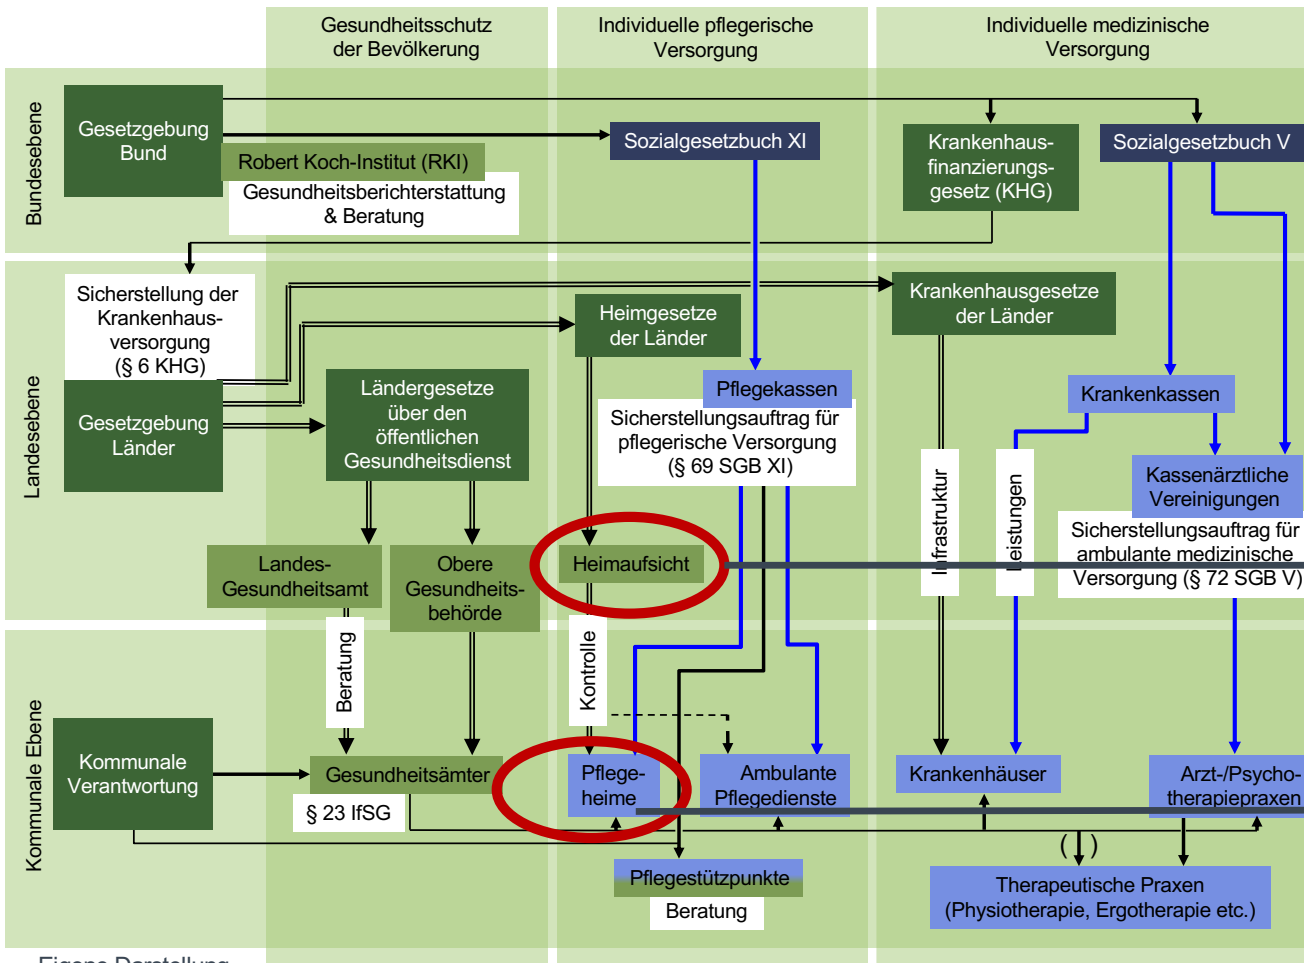 Gesundheitsschutz
der Bevölkerung
Individuelle pflegerische
Versorgung
Individuelle medizinische
Versorgung
Bundesebene
Gesetzgebung
Bund
Robert Koch-Institut (RKI)
Gesundheitsberichterstattung
& Beratung
Sozialgesetzbuch XI
Krankenhaus-
finanzierungs-
gesetz (KHG)
Sozialgesetzbuch V
Landesebene
Sicherstellung der
Krankenhaus-
versorgung
(§ 6 KHG)
Gesetzgebung
Länder
Ländergesetze
über den
öffentlichen
Gesundheitsdienst
Heimgesetze
der Länder
Krankenhausgesetze
der Länder
Pflegekassen
Sicherstellungsauftrag für
pflegerische Versorgung
(§ 69 SGB XI)
Krankenkassen
Kassenärztliche
Vereinigungen
Sicherstellungsauftrag für
ambulante medizinische
Versorgung (§ 72 SGB V)
Infrastruktur
Leistungen
Landes-
Gesundheitsamt
Obere
Gesundheits-
behörde
Heimaufsicht
Beratung
Kontrolle
Kommunale Ebene
Kommunale
Verantwortung
Gesundheitsämter
§ 23 IfSG
Pflege-
heime
Ambulante
Pflegedienste
Krankenhäuser
Arzt-/Psycho-
therapiepraxen
( )
Pflegestützpunkte
Beratung
Therapeutische Praxen
(Physiotherapie, Ergotherapie etc.)
Eigene Darstellung